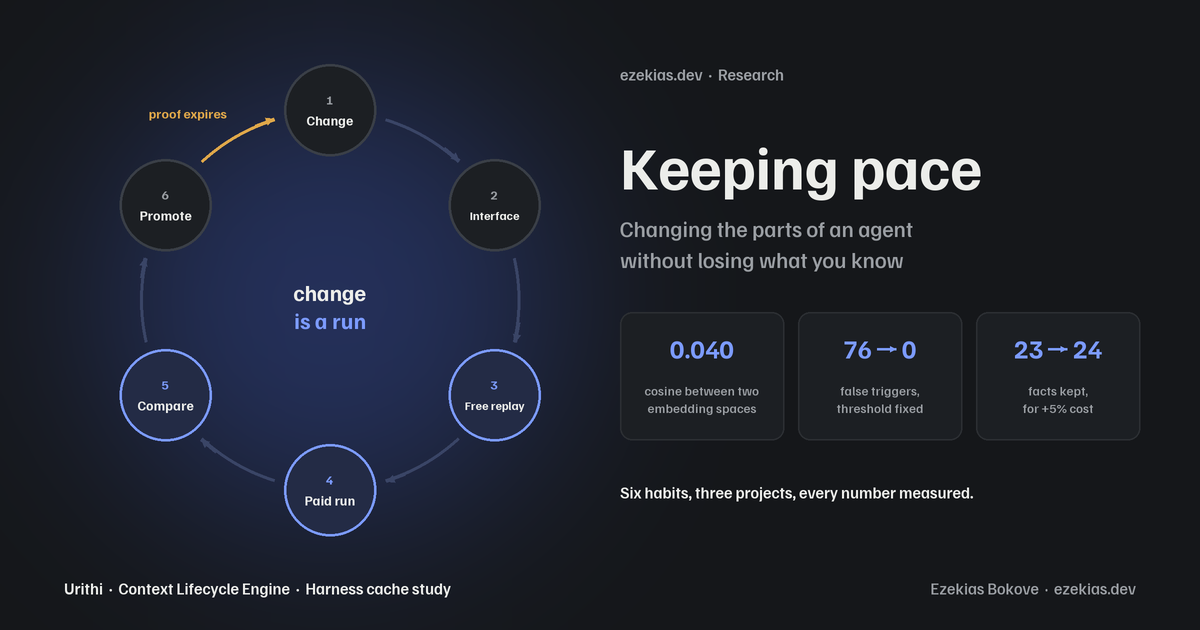 ezekias.dev · Research
Keeping pace
Changing the parts of an agent
without losing what you know
proof expires
1
Change
2
Interface
3
Free replay
4
Paid run
5
Compare
6
Promote
change
is a run
0.040
cosine between two
embedding spaces
76→0
false triggers,
threshold fixed
23→24
facts kept,
for +5% cost
Six habits, three projects, every number measured.
Urithi · Context Lifecycle Engine · Harness cache study
Ezekias Bokove · ezekias.dev